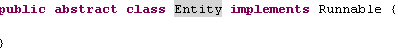 public abstract class Entity implements Runnable {
}